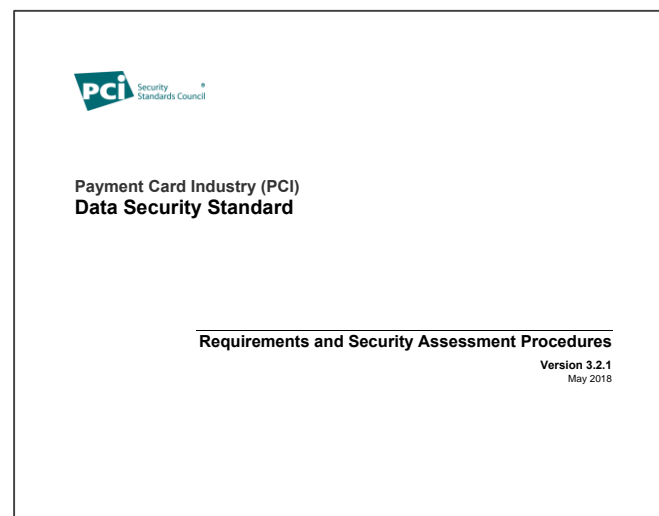 PCI Security ®
Standards Council
Payment Card Industry (PCI)
Data Security Standard
Requirements and Security Assessment Procedures
Version 3.2.1
May 2018